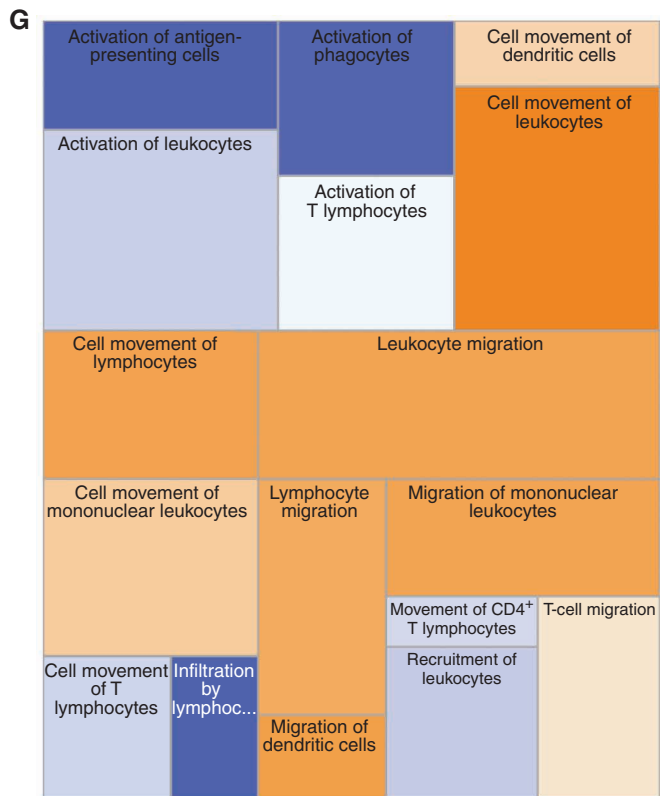 G
Activation of antigen-
presenting cells
Activation of
phagocytes
Cell movement of
dendritic cells
Cell movement of
leukocytes
Activation of leukocytes
Activation of
T lymphocytes
Cell movement of
lymphocytes
Leukocyte migration
Cell movement of
mononuclear leukocytes
Lymphocyte
migration
Migration of mononuclear
leukocytes
Movement of CD4⁺
T lymphocytes
T-cell migration
Recruitment of
leukocytes
Cell movement
of T
lymphocytes
Infiltration
by
lymphoc...
Migration of
dendritic cells